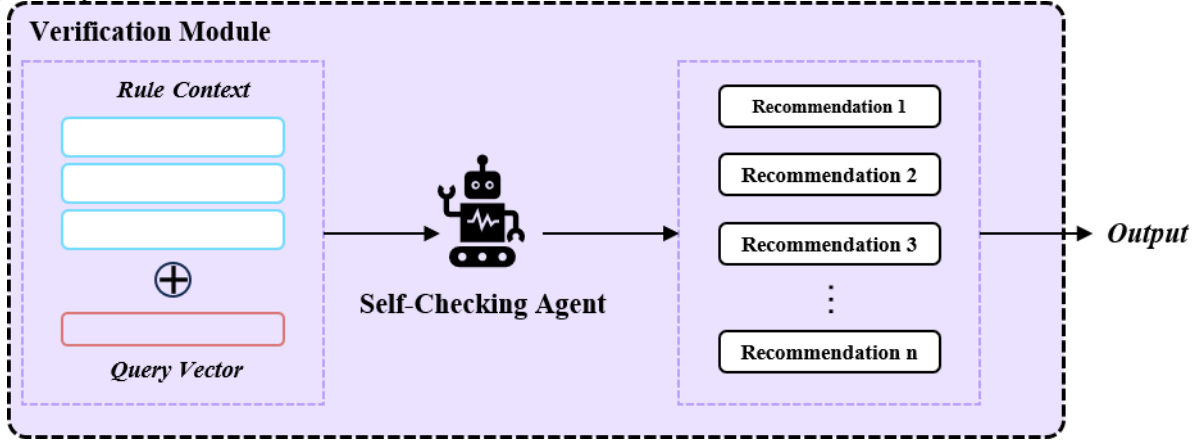 Verification Module
Rule Context
Query Vector
Self-Checking Agent
Recommendation 1
Recommendation 2
Recommendation 3
⋮
Recommendation n
Output